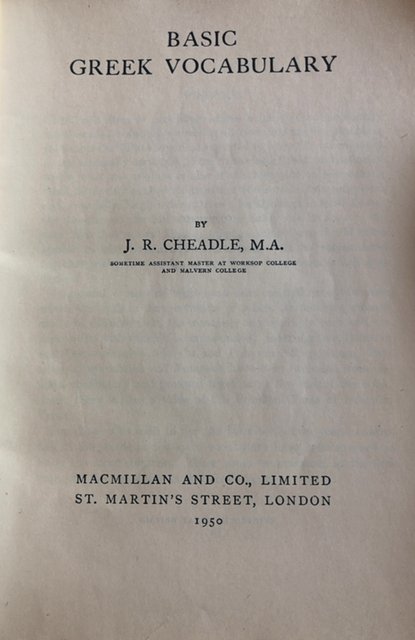 BASIC
GREEK VOCABULARY
BY
J. R. CHEADLE, M.A.
SOMETIME ASSISTANT MASTER AT WORKSOP COLLEGE
AND MALVERN COLLEGE
MACMILLAN AND CO., LIMITED
ST. MARTIN'S STREET, LONDON
1950